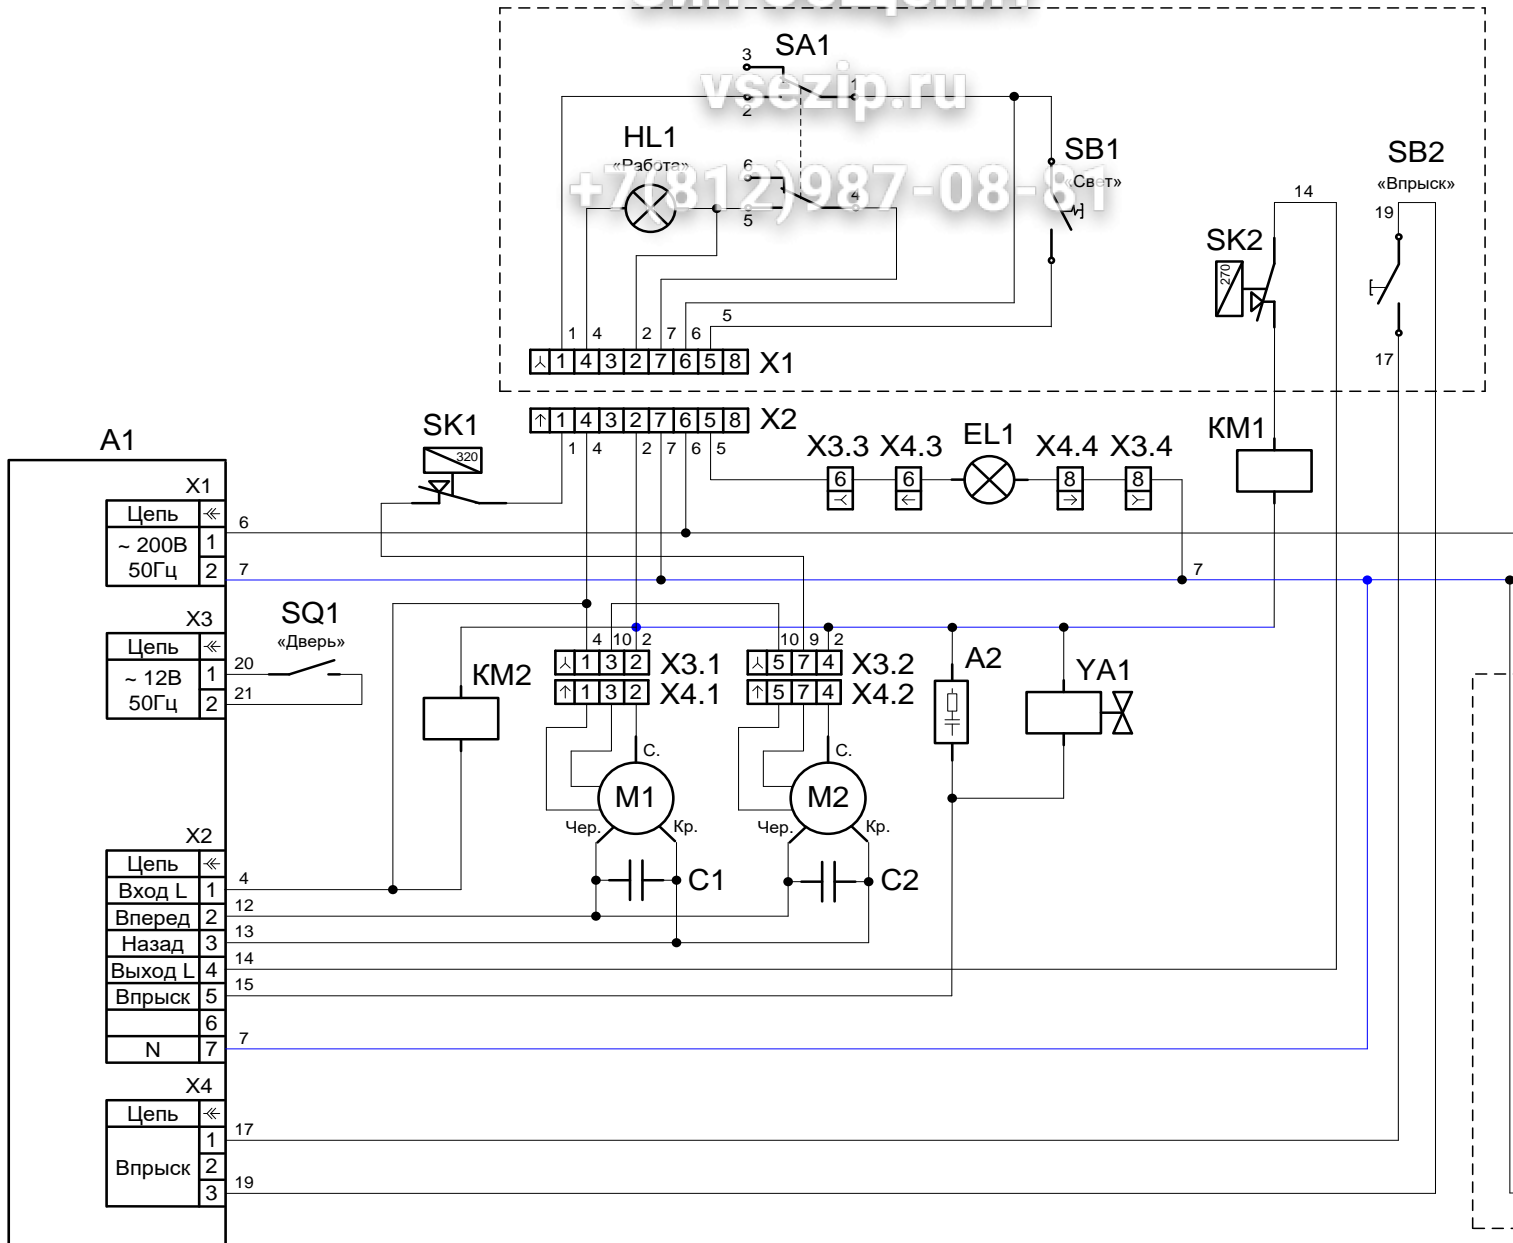 vsezip.ru
+7(812)987-08-81
SA1
3
1
2
HL1
«Работа»
6
4
5
SB1
«Свет»
SB2
«Впрыск»
14
19
SK2
270
17
5
1 4 2 7 6
1 4 3 2 7 6 5 8 X1
1 4 3 2 7 6 5 8 X2
1 4 2 7 6 5
SK1
320
X3.3
6
X4.3
6
EL1
X4.4
8
X3.4
8
КМ1
A1
X1
Цепь
~ 200В
50Гц
1
2
6
7
7
X3
Цепь
~ 12В
50Гц
1
2
20
21
SQ1
«Дверь»
КМ2
4 10 2
1 3 2 X3.1
1 3 2 X4.1
10 9 2
5 7 4 X3.2
5 7 4 X4.2
A2
YA1
С.
M1
Чер.
Кр.
C1
С.
M2
Чер.
Кр.
C2
X2
Цепь
Вход L 1 4
Вперед 2 12
Назад 3 13
Выход L 4 14
Впрыск 5 15
6
N 7 7
X4
Цепь
Впрыск
1 17
2
3 19